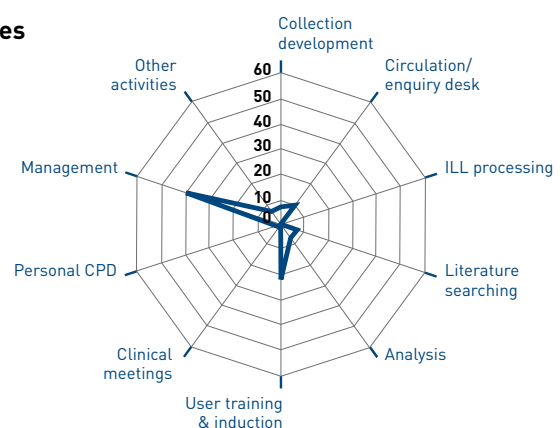 es
Collection
development
Circulation/
enquiry desk
ILL processing
Literature
searching
Analysis
User training
& induction
Clinical
meetings
Personal CPD
Management
Other
activities
60
50
40
30
20
10
0